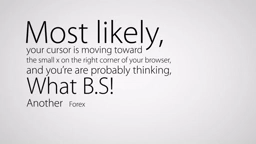 Most likely,
your cursor is moving toward
the small x on the right corner of your browser,
and you're are probably thinking,
What B.S!
Another Forex